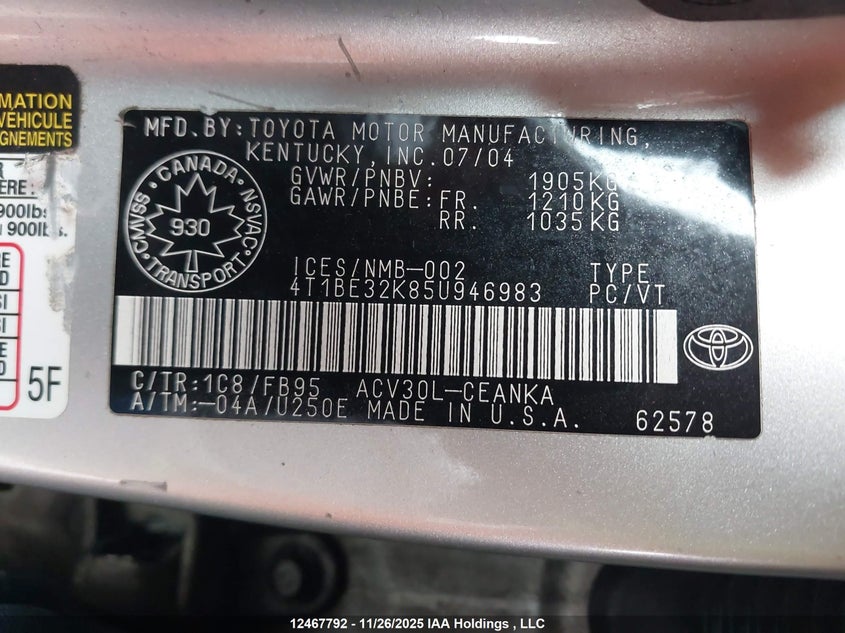 MATION
VEHICULE
GNEMENTS
ERE:
900lbs
900lb.
5F
MFD.BY:TOYOTA MOTOR MANUFACTURING,
KENTUCKY,INC.07/04
GVWR/PNBV: 1905KG
GAWR/PNBE:FR. 1210KG
RR. 1035KG
CANADA
CMVSS
NSVAC
930
TRANSPORT
ICES/NMB-002 TYPE
4T1BE32K85U946983 PC/VT
C/TR:1C8/FB95 ACV30L-CEANKA
A/TM:-04A/U250E MADE IN U.S.A.
62578
12467792 - 11/26/2025 IAA Holdings , LLC